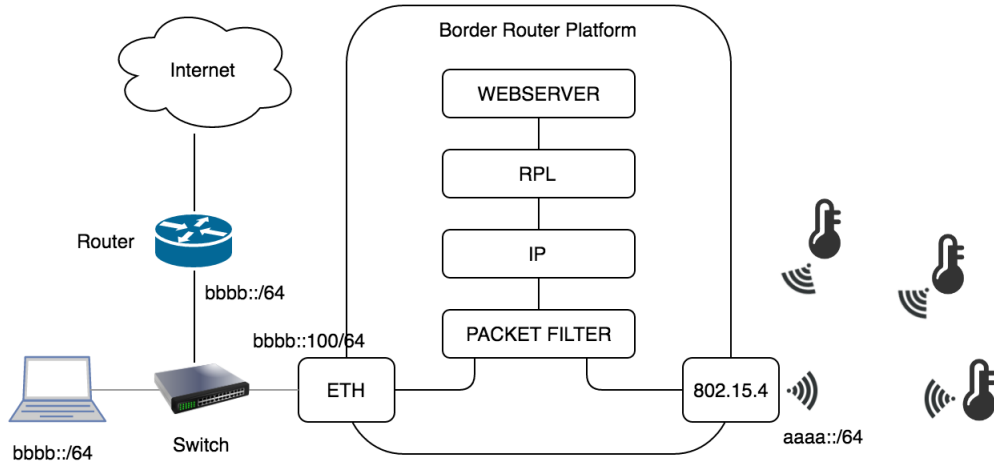 Border Router Platform
Internet
WEBSERVER
RPL
Router
IP
bbbb::/64
bbbb::100/64
PACKET FILTER
ETH
802.15.4
bbbb::/64
Switch
aaaa::/64